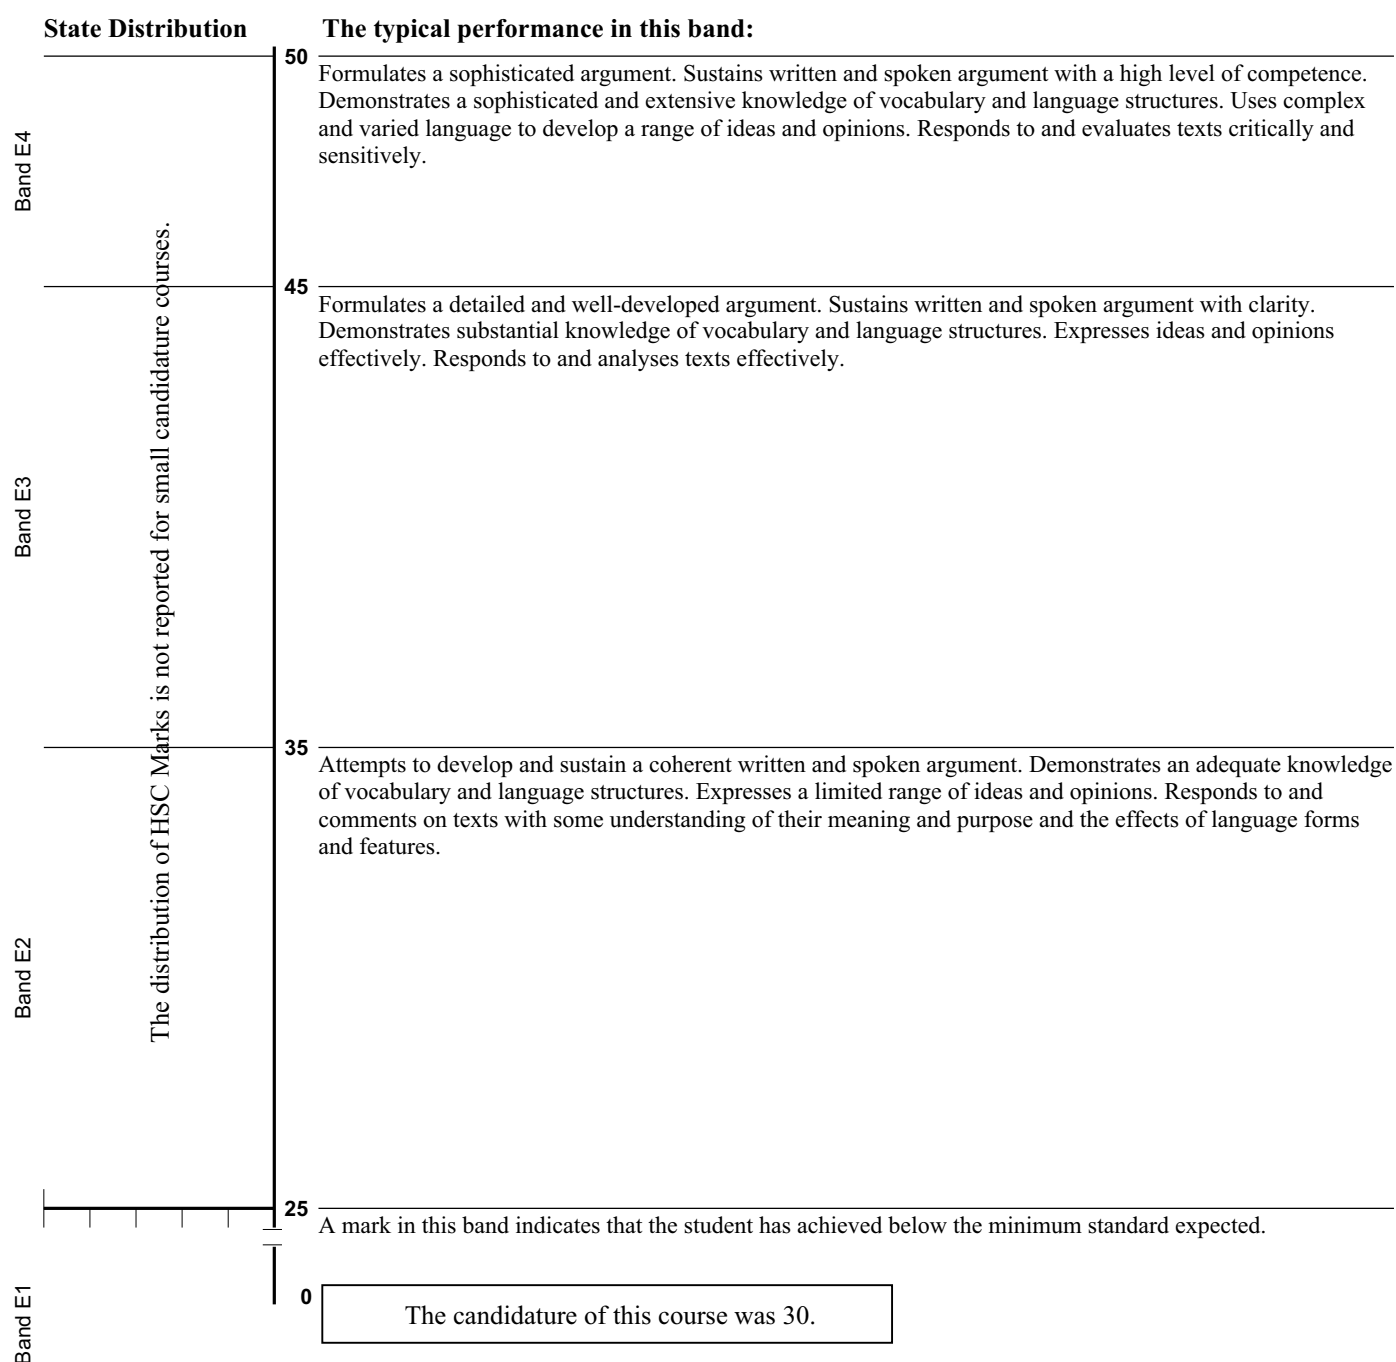 State Distribution
The typical performance in this band:
50
Formulates a sophisticated argument. Sustains written and spoken argument with a high level of competence.
Demonstrates a sophisticated and extensive knowledge of vocabulary and language structures. Uses complex
and varied language to develop a range of ideas and opinions. Responds to and evaluates texts critically and
sensitively.
Band E4
45
Formulates a detailed and well-developed argument. Sustains written and spoken argument with clarity.
Demonstrates substantial knowledge of vocabulary and language structures. Expresses ideas and opinions
effectively. Responds to and analyses texts effectively.
Band E3
The distribution of HSC Marks is not reported for small candidature courses.
35
Attempts to develop and sustain a coherent written and spoken argument. Demonstrates an adequate knowledge
of vocabulary and language structures. Expresses a limited range of ideas and opinions. Responds to and
comments on texts with some understanding of their meaning and purpose and the effects of language forms
and features.
Band E2
25
A mark in this band indicates that the student has achieved below the minimum standard expected.
0
Band E1
The candidature of this course was 30.